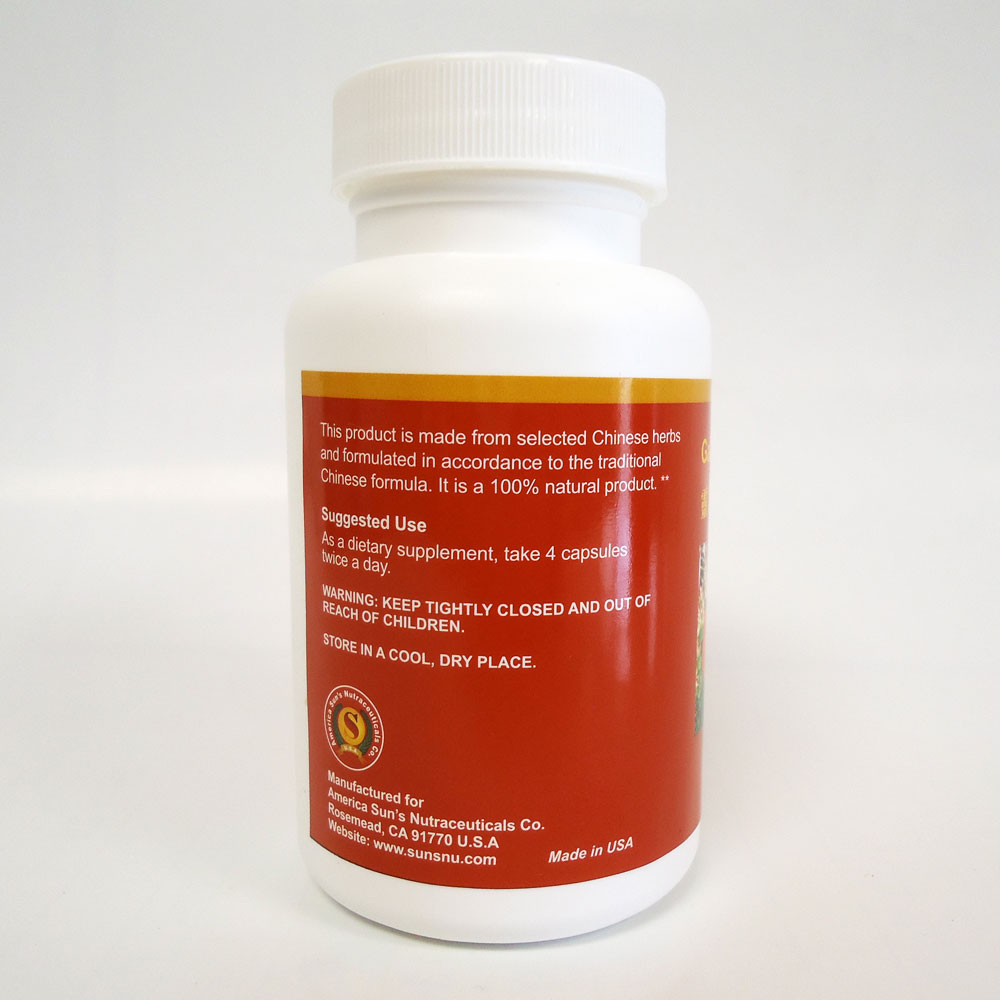 This product is made from selected Chinese herbs
and formulated in accordance to the traditional
Chinese formula. It is a 100% natural product. **
Suggested Use
As a dietary supplement, take 4 capsules
twice a day.
WARNING: KEEP TIGHTLY CLOSED AND OUT OF
REACH OF CHILDREN.
STORE IN A COOL, DRY PLACE.
America Sun's Nutraceuticals Co.
S
U.S.A
Manufactured for
America Sun's Nutraceuticals Co.
Rosemead, CA 91770 U.S.A
Website: www.sunsnu.com
Made in USA